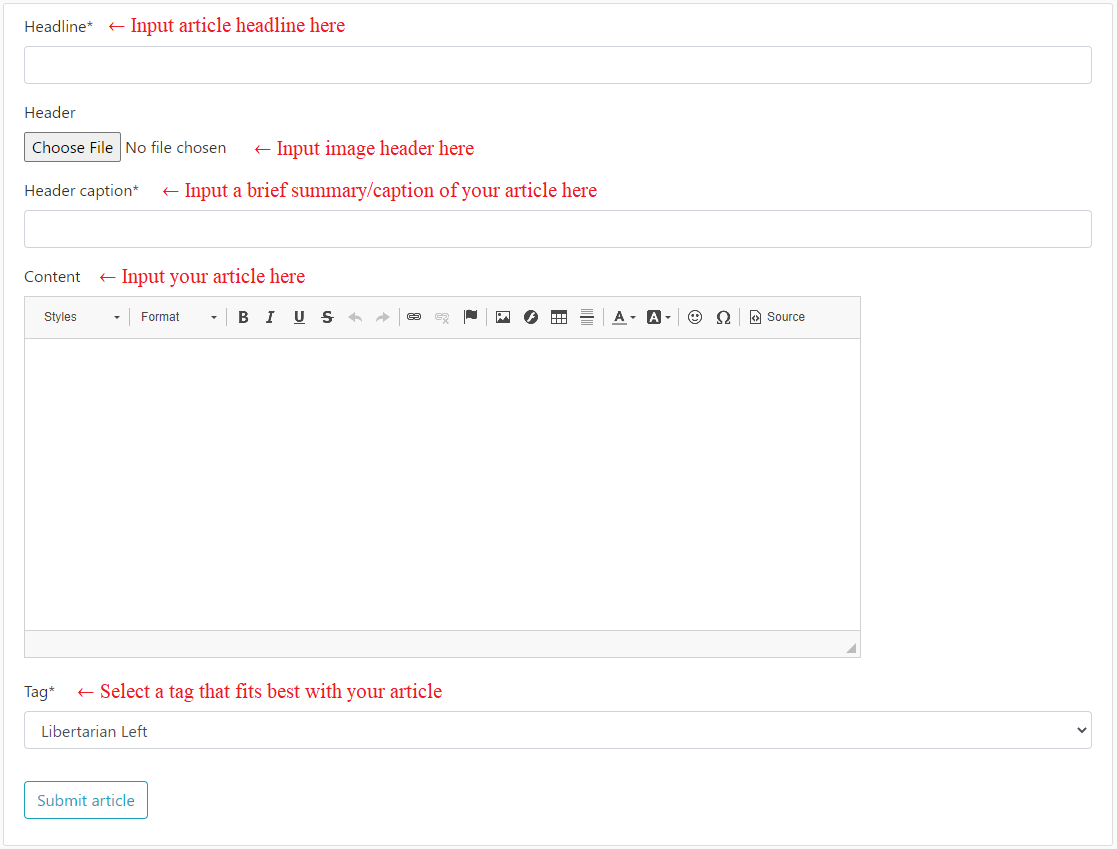 Headline* ← Input article headline here
Header
Choose File No file chosen ← Input image header here
Header caption* ← Input a brief summary/caption of your article here
Content ← Input your article here
Styles Format B I U S A A Ω Source
Tag* ← Select a tag that fits best with your article
Libertarian Left
Submit article